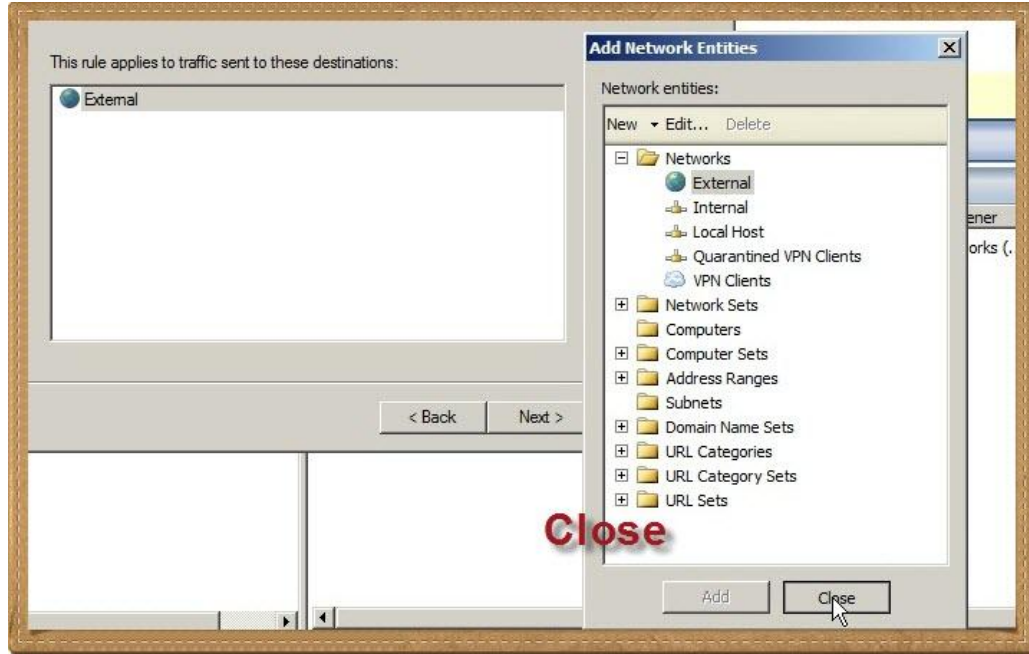 This rule applies to traffic sent to these destinations:
External
< Back
Next >
Add Network Entities
Network entities:
New Edit... Delete
Networks
External
Internal
Local Host
Quarantined VPN Clients
VPN Clients
Network Sets
Computers
Computer Sets
Address Ranges
Subnets
Domain Name Sets
URL Categories
URL Category Sets
URL Sets
Close
Add
Close
ener
orks (.